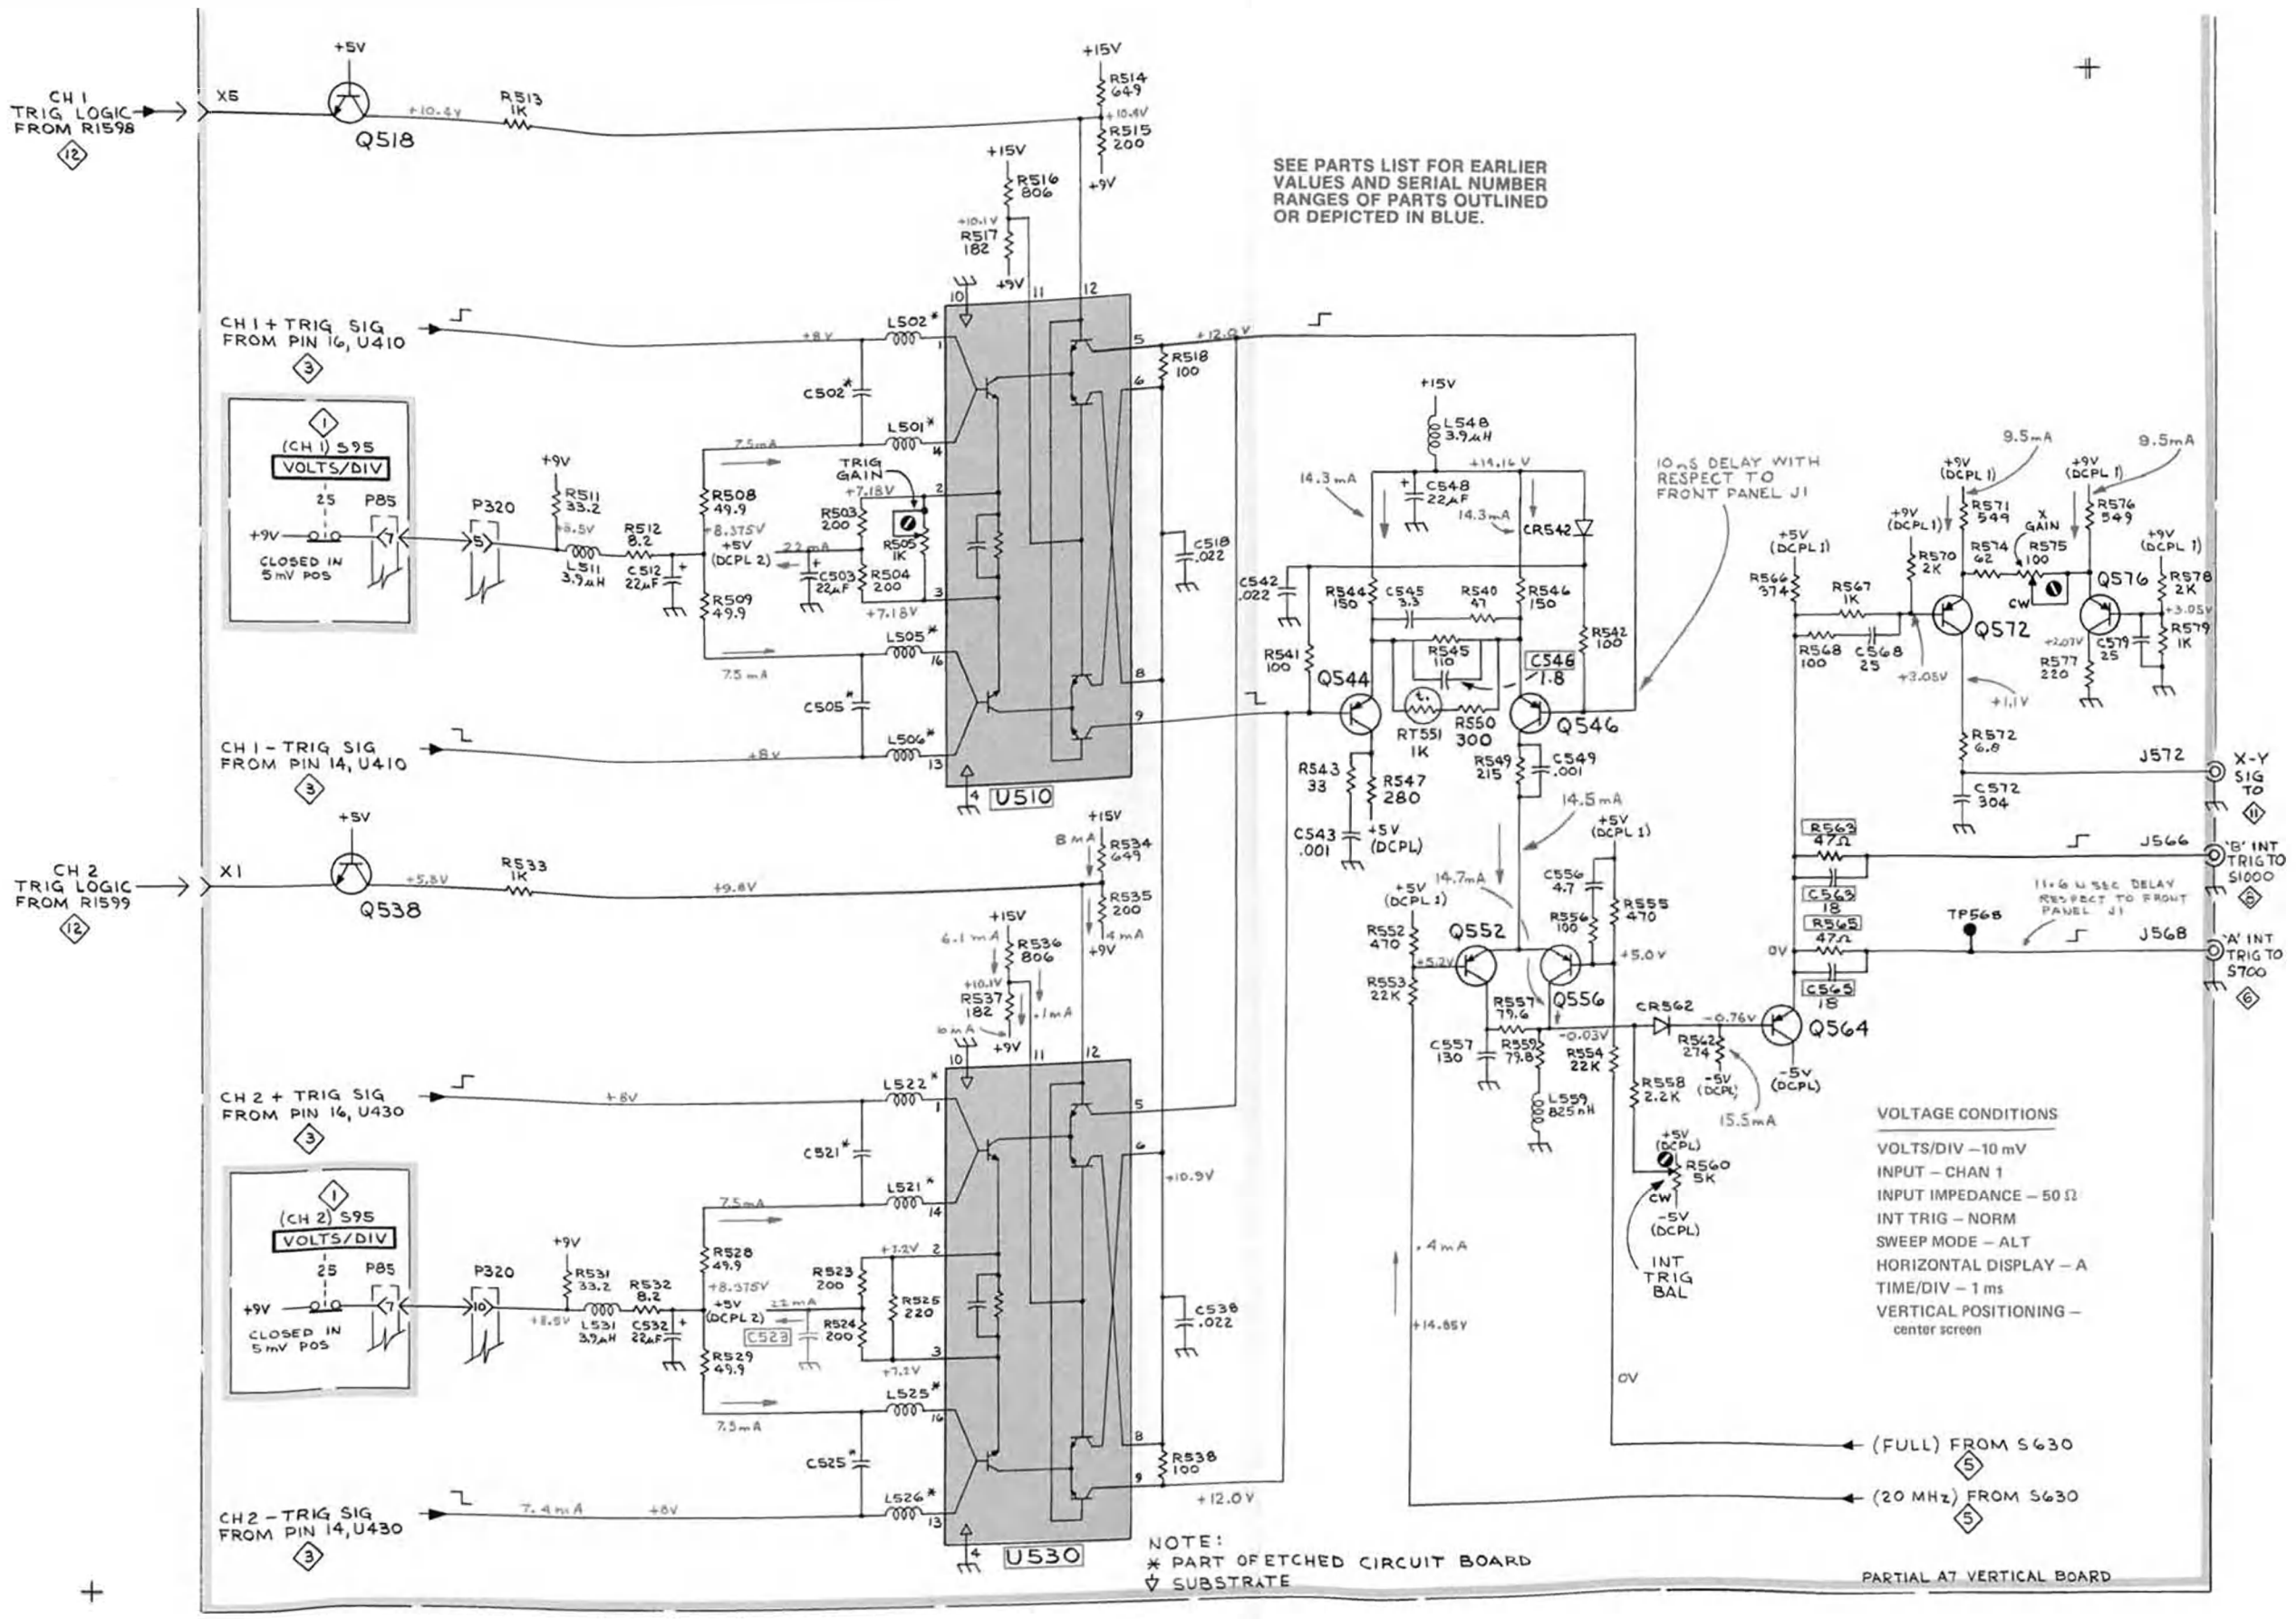 +5V
CH 1
TRIG LOGIC
FROM R1598
12
X5
Q518
+10.4V
R513
1K
+15V
R514
649
+10.4V
R515
200
+9V
+15V
R516
806
+10.1V
R517
182
+9V
SEE PARTS LIST FOR EARLIER
VALUES AND SERIAL NUMBER
RANGES OF PARTS OUTLINED
OR DEPICTED IN BLUE.
CH 1 + TRIG SIG
FROM PIN 16, U410
3
+8V
L502*
C502*
L501*
7.5mA
1
(CH 1) S95
VOLTS/DIV
25
P85
+9V
7
CLOSED IN
5mV POS
P320
5
+9V
R511
33.2
+8.5V
L511
3.9µH
R512
8.2
C512
22µF
R508
49.9
+8.375V
+5V
(DCPL 2)
22mA
R509
49.9
TRIG
GAIN
+7.18V
R503
200
R505
1K
C503
22µF
R504
200
+7.18V
L505*
7.5 mA
C505*
L506*
CH 1 - TRIG SIG
FROM PIN 14, U410
3
+8V
10
11
12
1
14
2
3
16
13
4
5
6
8
9
U510
R518
100
+12.0V
C518
.022
+15V
L548
3.9µH
+14.16V
14.3mA
C548
22µF
14.3mA
CR542
10nS DELAY WITH
RESPECT TO
FRONT PANEL J1
C542
.022
R544
150
C545
3.3
R540
47
R546
150
R541
100
R545
110
C546
1.8
R542
100
Q544
RT551
1K
R550
300
Q546
R543
33
R547
280
R549
215
C549
.001
C543
.001
+5V
(DCPL)
14.5mA
+5V
(DCPL 1)
9.5mA
9.5mA
+9V
(DCPL 1)
+9V
(DCPL 1)
R571
549
X
GAIN
R576
549
+9V
(DCPL 1)
+9V
(DCPL 1)
+5V
(DCPL 1)
R570
2K
R574
62
R575
100
Q576
R578
2K
R566
374
R567
1K
CW
+3.05V
Q572
+2.07V
C579
25
R579
1K
R568
100
C568
25
R577
220
+3.05V
+1.1V
R572
6.8
J572
X-Y
SIG
TO
11
C572
304
R563
47Ω
J566
'B' INT
TRIG TO
S1000
8
C563
18
R565
47Ω
TP568
11.6 NSEC DELAY
RESPECT TO FRONT
PANEL J1
J568
'A' INT
TRIG TO
S700
6
0V
C565
18
+5V
CH 2
TRIG LOGIC
FROM R1599
12
X1
Q538
+5.8V
R533
1K
+9.8V
+15V
8 MA
R534
649
R535
200
4mA
+9V
+15V
6.1 mA
R536
806
+10.1V
R537
182
.1mA
+9V
14.7mA
C556
4.7
+5V
(DCPL 1)
R555
470
R552
470
Q552
R556
100
+5.0V
+5.2V
R553
22K
Q556
R557
79.6
-0.03V
CR562
-0.76V
Q564
C557
130
R559
79.8
R554
22K
R562
274
-5V
(DCPL)
-5V
(DCPL)
R558
2.2K
15.5mA
L559
825nH
+5V
(DCPL)
R560
5K
CW
-5V
(DCPL)
INT
TRIG
BAL
CH 2 + TRIG SIG
FROM PIN 16, U430
3
+8V
L522*
C521*
7.5mA
L521*
1
(CH 2) S95
VOLTS/DIV
25
P85
+9V
7
CLOSED IN
5mV POS
P320
10
+9V
R531
33.2
+8.5V
L531
3.9µH
R532
8.2
C532
22µF
R528
49.9
+8.375V
+5V
(DCPL 2)
22mA
C523
R529
49.9
+7.2V
R523
200
R525
220
R524
200
+7.2V
L525*
7.5mA
C525*
L526*
CH2 - TRIG SIG
FROM PIN 14, U430
3
7.4 mA
+8V
10
11
12
1
14
2
3
16
13
4
5
6
8
9
U530
+10.9V
C538
.022
R538
100
+12.0V
.4mA
+14.85V
0V
VOLTAGE CONDITIONS
VOLTS/DIV – 10 mV
INPUT – CHAN 1
INPUT IMPEDANCE – 50 Ω
INT TRIG – NORM
SWEEP MODE – ALT
HORIZONTAL DISPLAY – A
TIME/DIV – 1 ms
VERTICAL POSITIONING –
center screen
(FULL) FROM S630
5
(20 MHz) FROM S630
5
NOTE:
* PART OF ETCHED CIRCUIT BOARD
SUBSTRATE
PARTIAL A7 VERTICAL BOARD